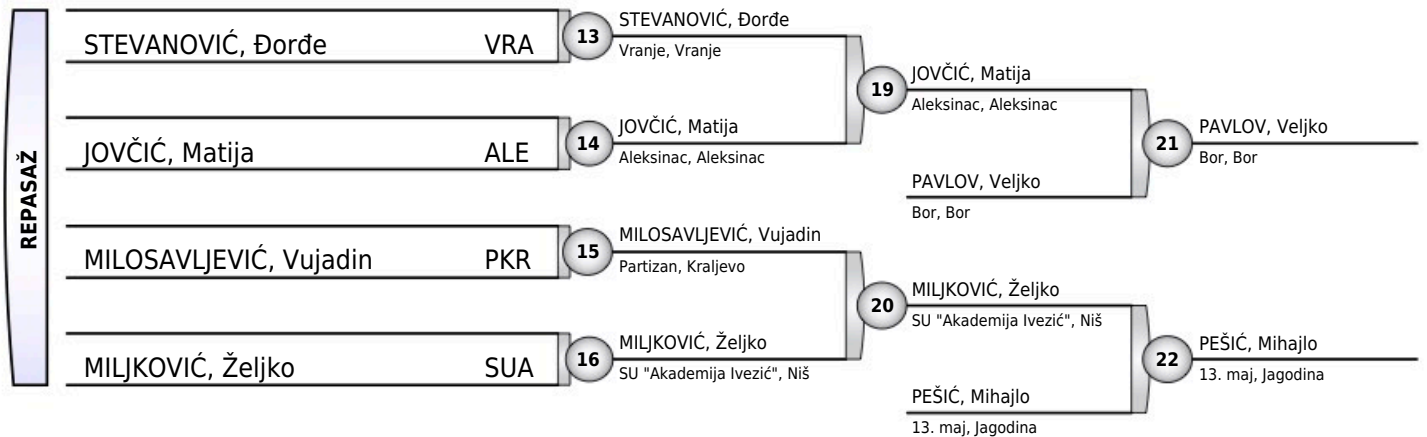 REPASAŽ
STEVANOVIĆ, Đorđe VRA
13
STEVANOVIĆ, Đorđe
Vranje, Vranje
JOVČIĆ, Matija ALE
14
JOVČIĆ, Matija
Aleksinac, Aleksinac
MILOSAVLJEVIĆ, Vujadin PKR
15
MILOSAVLJEVIĆ, Vujadin
Partizan, Kraljevo
MILJKOVIĆ, Željko SUA
16
MILJKOVIĆ, Željko
SU "Akademija Ivezić", Niš
19
JOVČIĆ, Matija
Aleksinac, Aleksinac
PAVLOV, Veljko
Bor, Bor
20
MILJKOVIĆ, Željko
SU "Akademija Ivezić", Niš
PEŠIĆ, Mihajlo
13. maj, Jagodina
21
PAVLOV, Veljko
Bor, Bor
22
PEŠIĆ, Mihajlo
13. maj, Jagodina